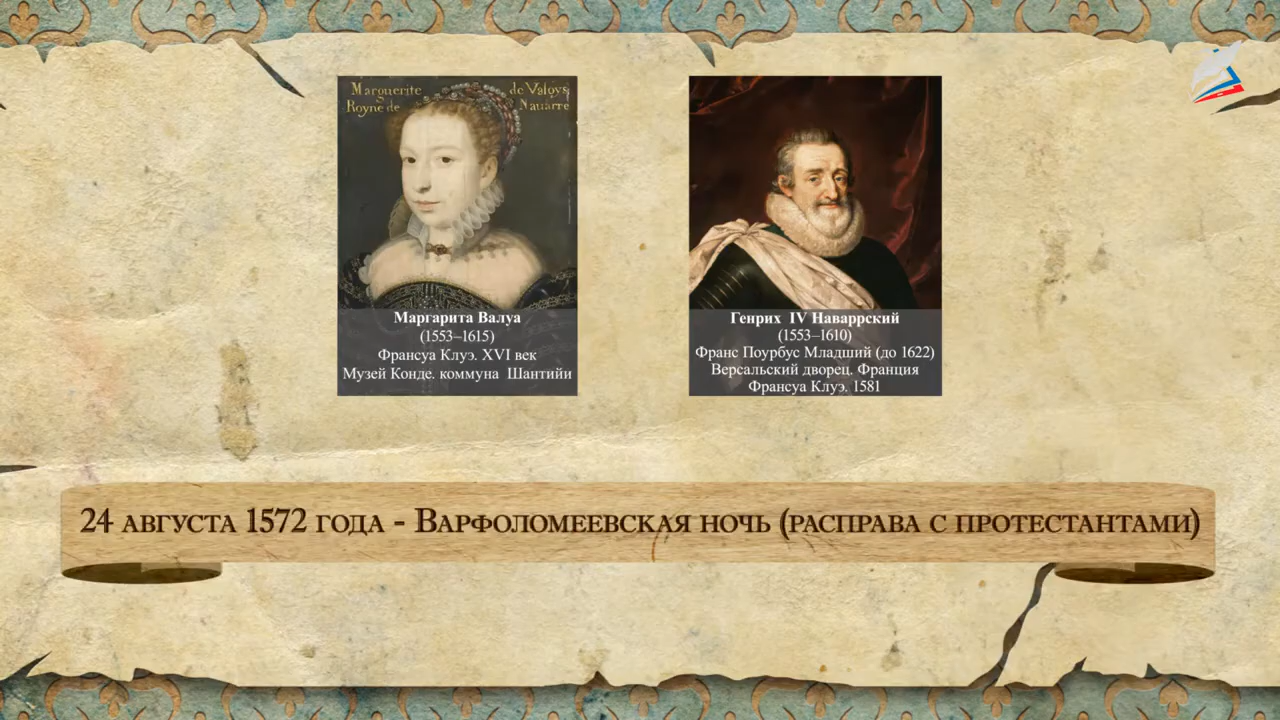 Marguerite de Valoys
Royne de Nauarre
Маргарита Валуа
(1553–1615)
Франсуа Клуэ. XVI век
Музей Конде. коммуна Шантийи
Генрих IV Наваррский
(1553–1610)
Франс Поурбус Младший (до 1622)
Версальский дворец. Франция
Франсуа Клуэ. 1581
24 августа 1572 года - Варфоломеевская ночь (расправа с протестантами)